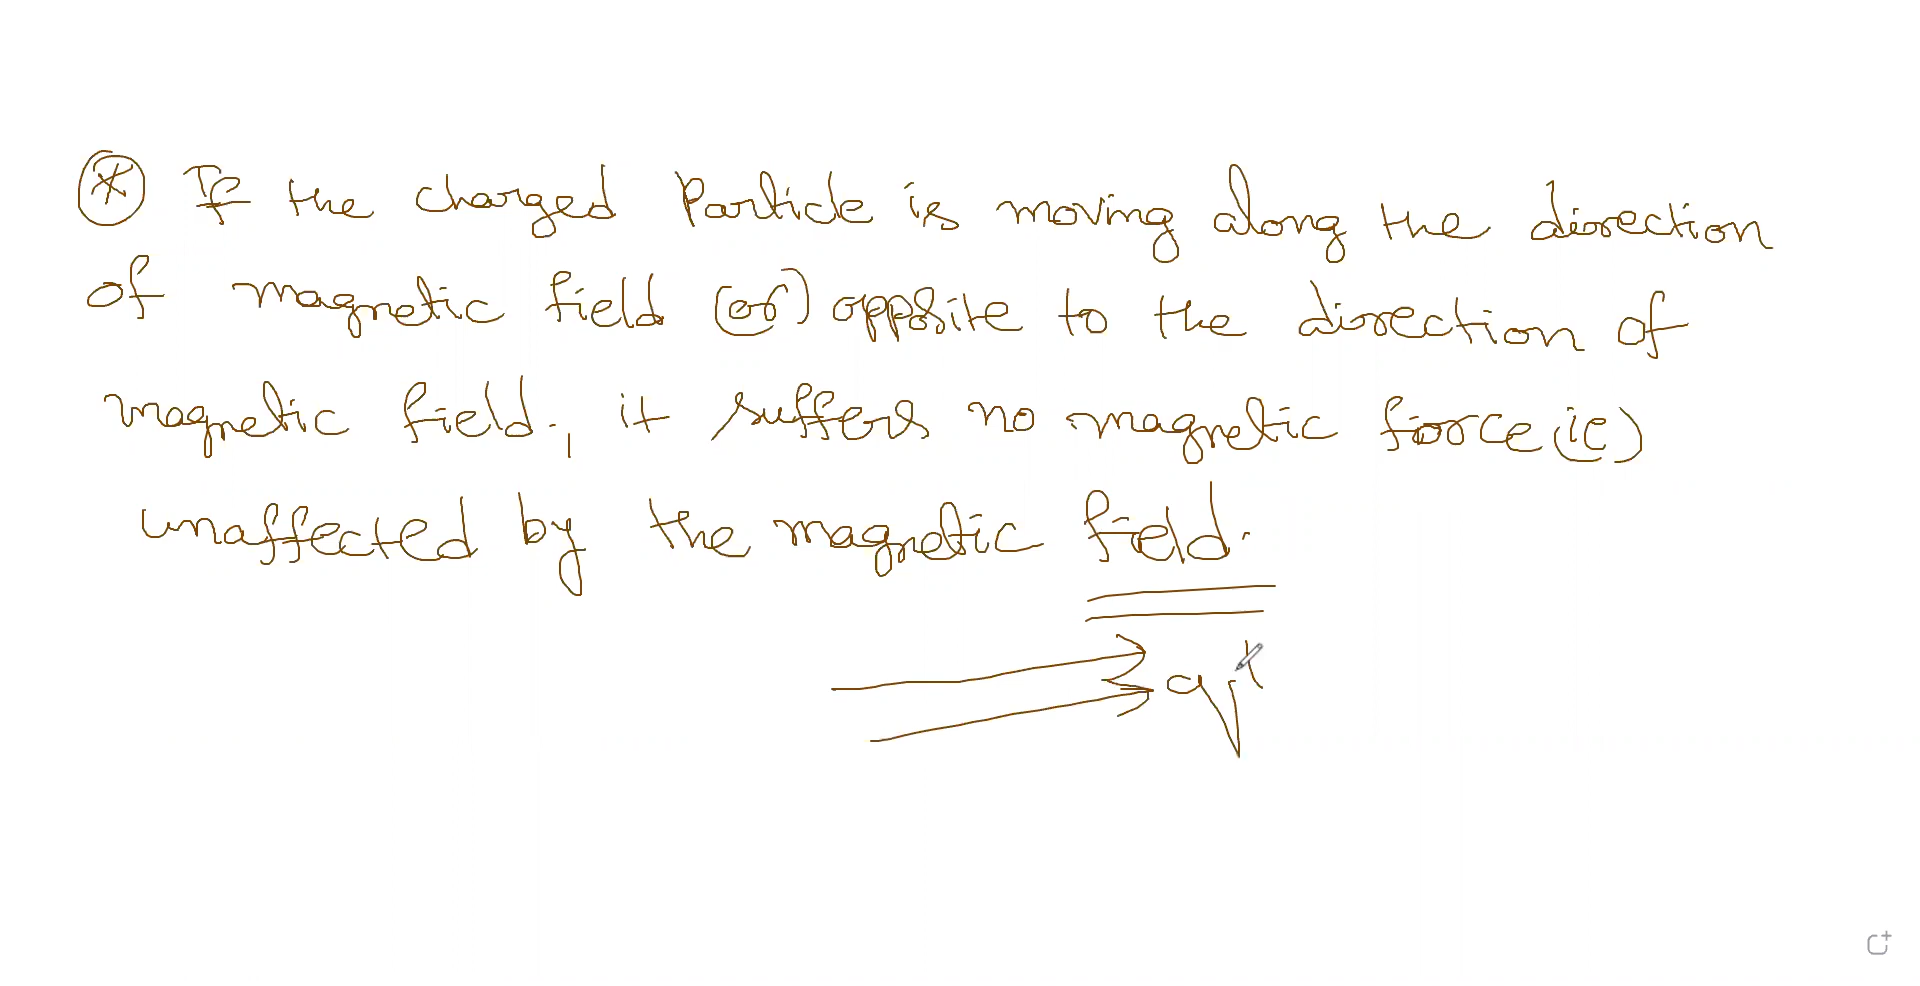 * If the charged Particle is moving along the direction
of magnetic field (or) opposite to the direction of
magnetic field., it suffers no magnetic force (ie)
unaffected by the magnetic field.
q